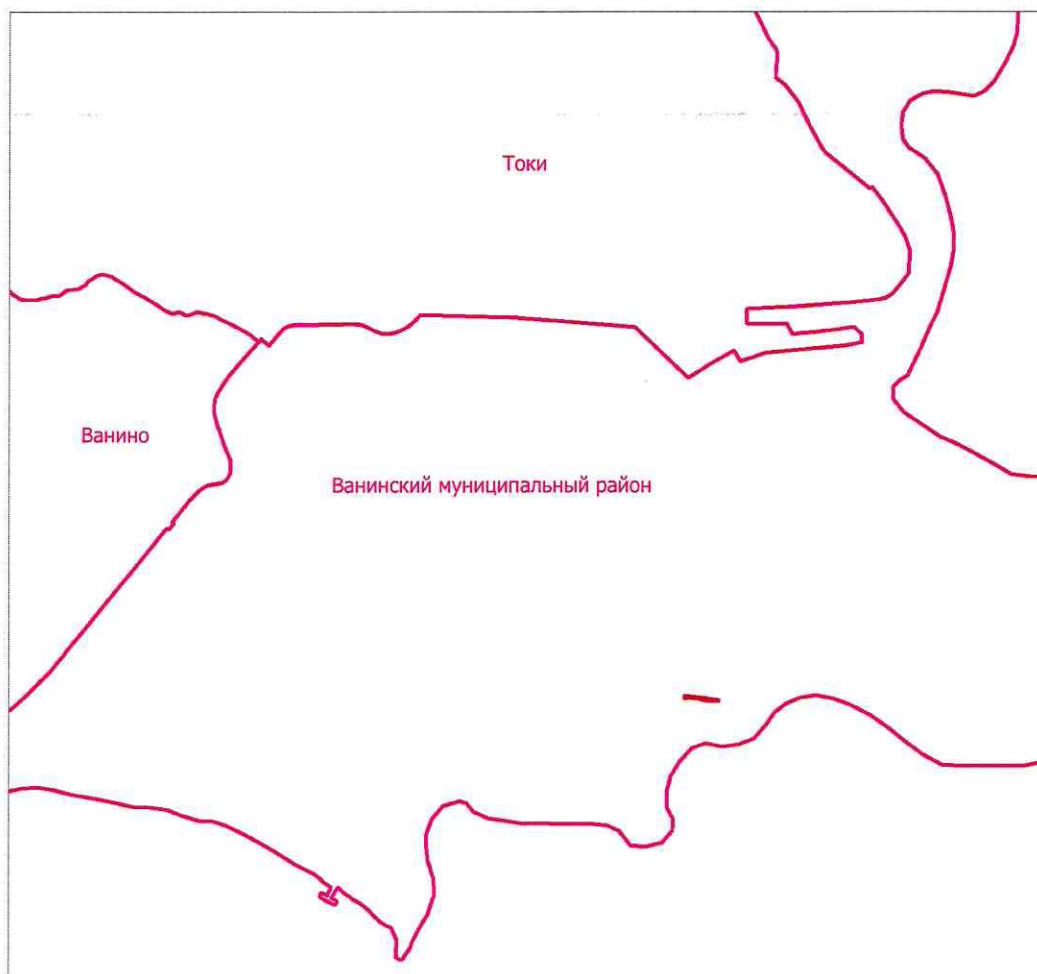 Токи
Ванино
Ванинский муниципальный район